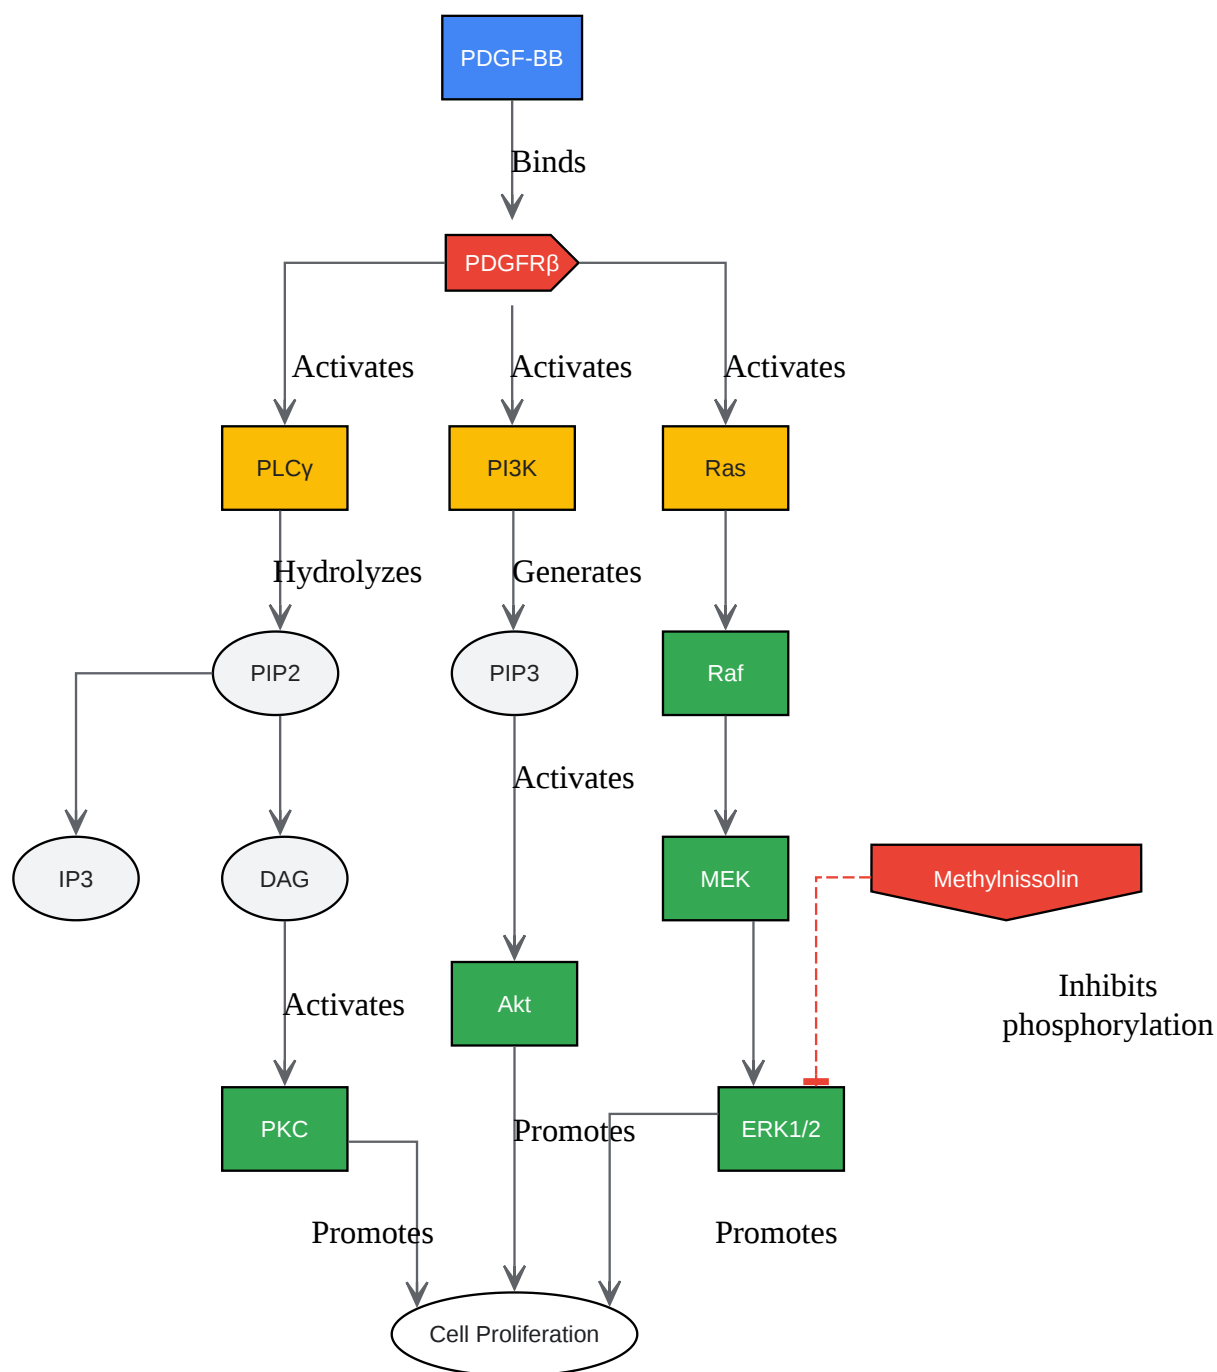 PDGF-BB
Binds
PDGFRβ
Activates
Activates
Activates
PLCγ
PI3K
Ras
Hydrolyzes
Generates
PIP2
PIP3
Raf
Activates
IP3
DAG
MEK
Methylnissolin
Activates
Akt
Inhibits
phosphorylation
PKC
Promotes
ERK1/2
Promotes
Promotes
Cell Proliferation